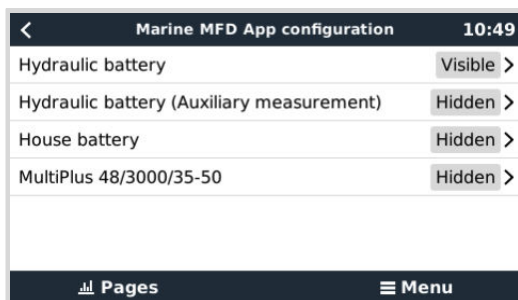 Marine MFD App configuration 10:49
Hydraulic battery Visible
Hydraulic battery (Auxiliary measurement) Hidden
House battery Hidden
MultiPlus 48/3000/35-50 Hidden
Pages Menu